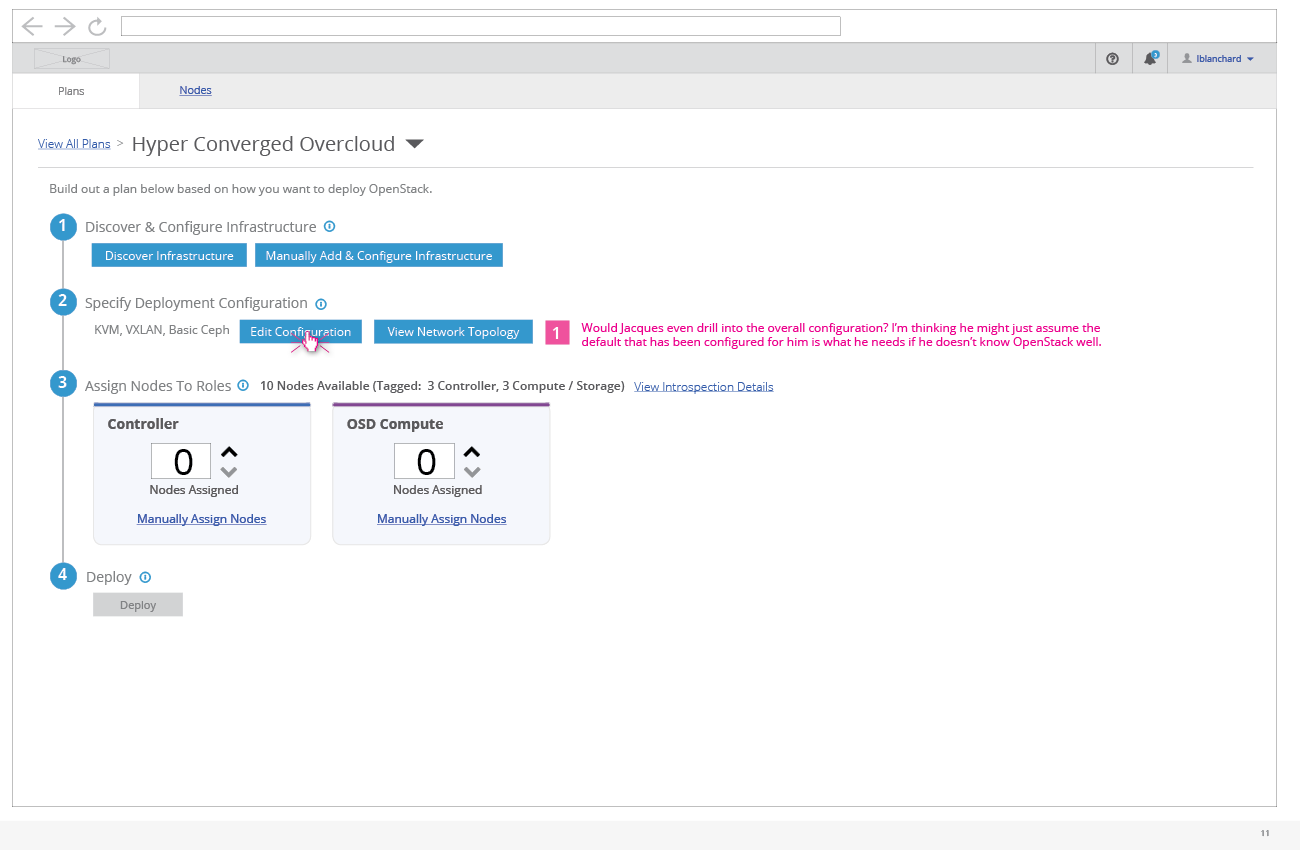 Logo
3
lblanchard
Plans
Nodes
View All Plans > Hyper Converged Overcloud
Build out a plan below based on how you want to deploy OpenStack.
1 Discover & Configure Infrastructure
Discover Infrastructure
Manually Add & Configure Infrastructure
2 Specify Deployment Configuration
KVM, VXLAN, Basic Ceph
Edit Configuration
View Network Topology
1
Would Jacques even drill into the overall configuration? I'm thinking he might just assume the
default that has been configured for him is what he needs if he doesn't know OpenStack well.
3 Assign Nodes To Roles
10 Nodes Available (Tagged: 3 Controller, 3 Compute / Storage)
View Introspection Details
Controller
0
Nodes Assigned
Manually Assign Nodes
OSD Compute
0
Nodes Assigned
Manually Assign Nodes
4 Deploy
Deploy
11